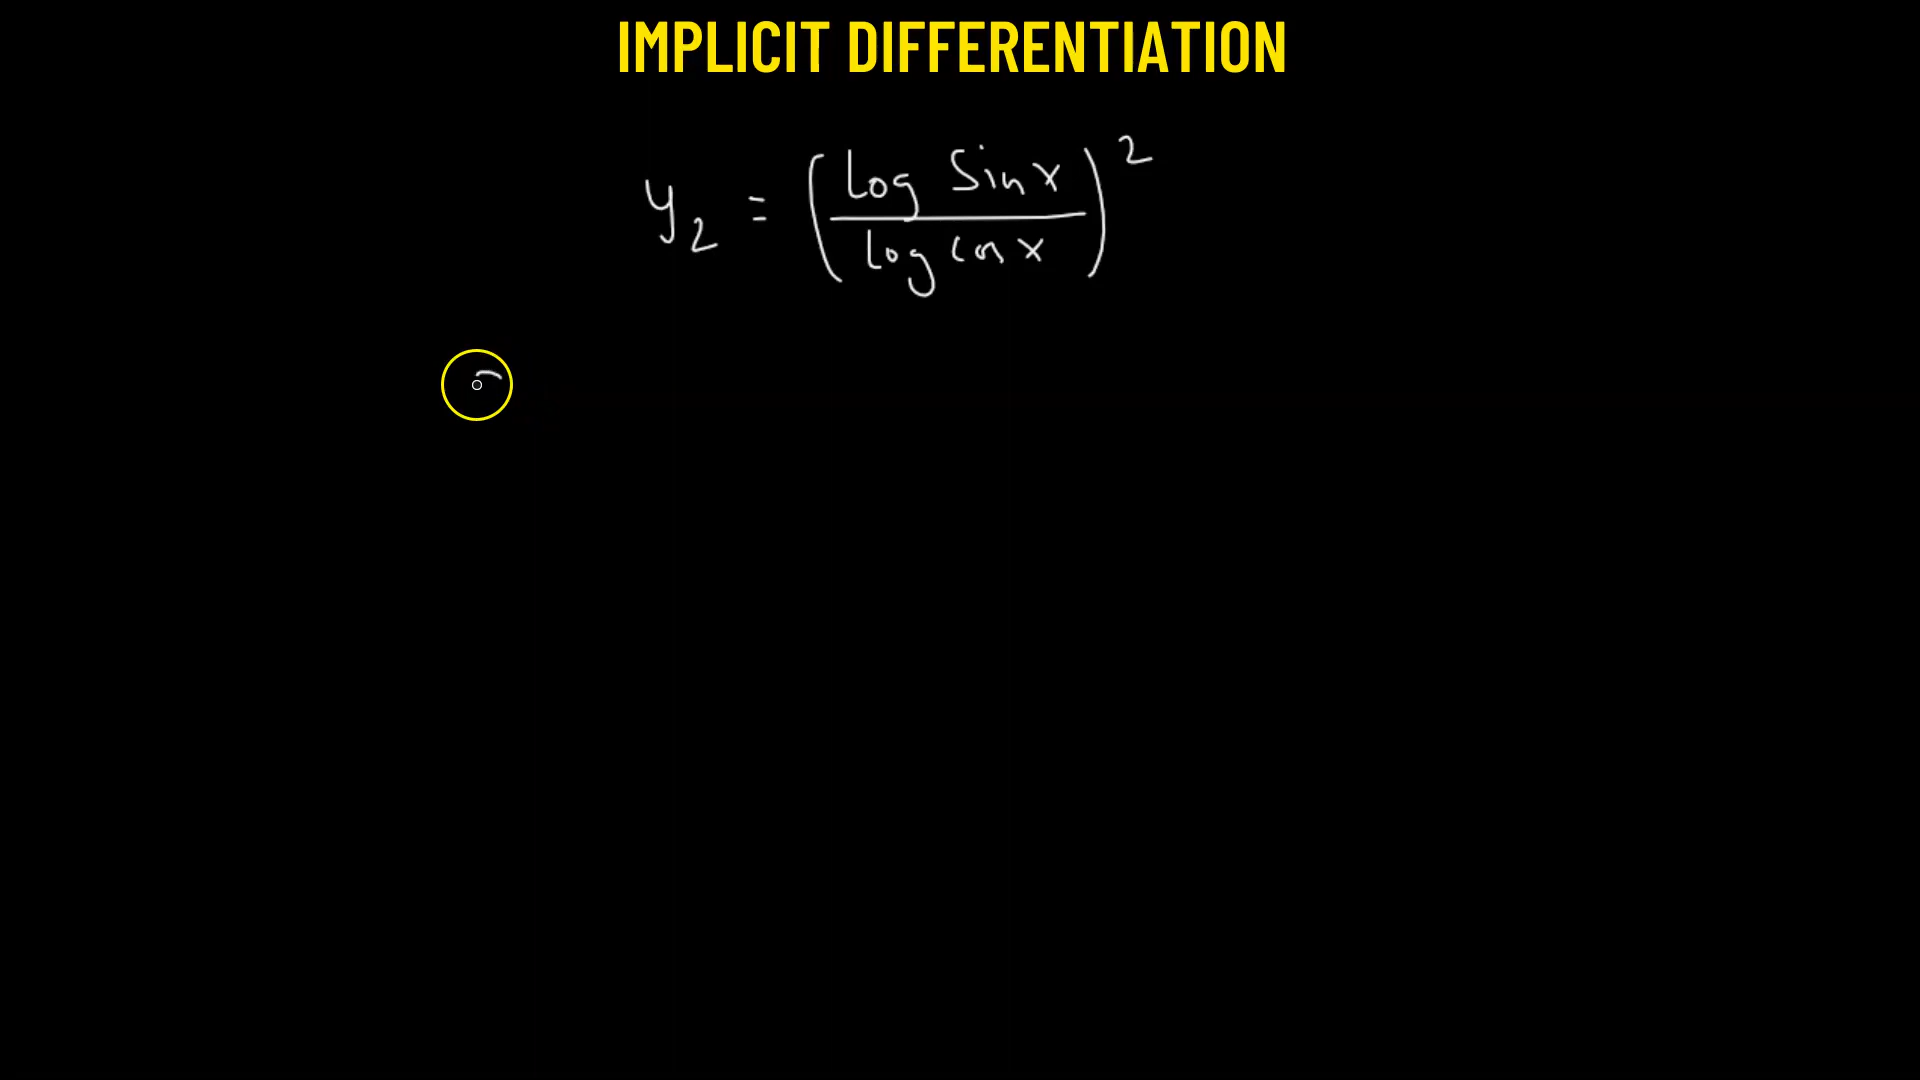 IMPLICIT DIFFERENTIATION
y₂ = (log Sin x / log cos x)²